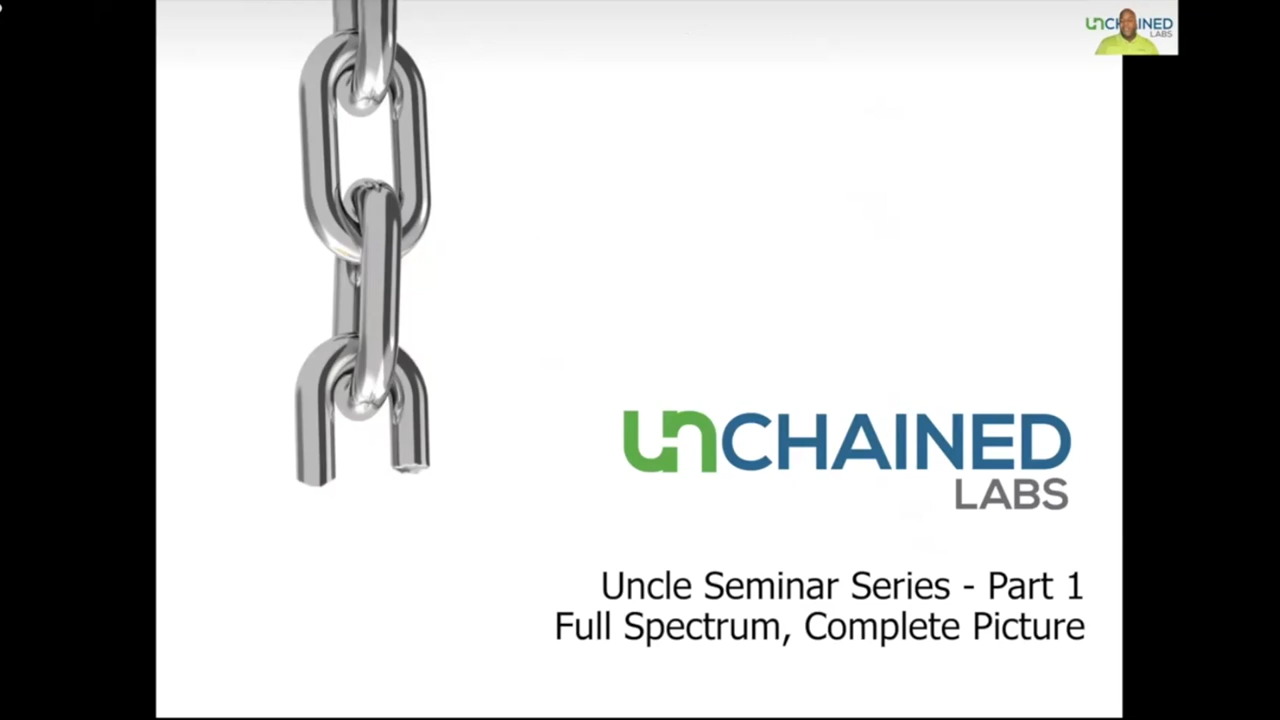 UNCHAINED
LABS
UNCHAINED
LABS
Uncle Seminar Series - Part 1
Full Spectrum, Complete Picture